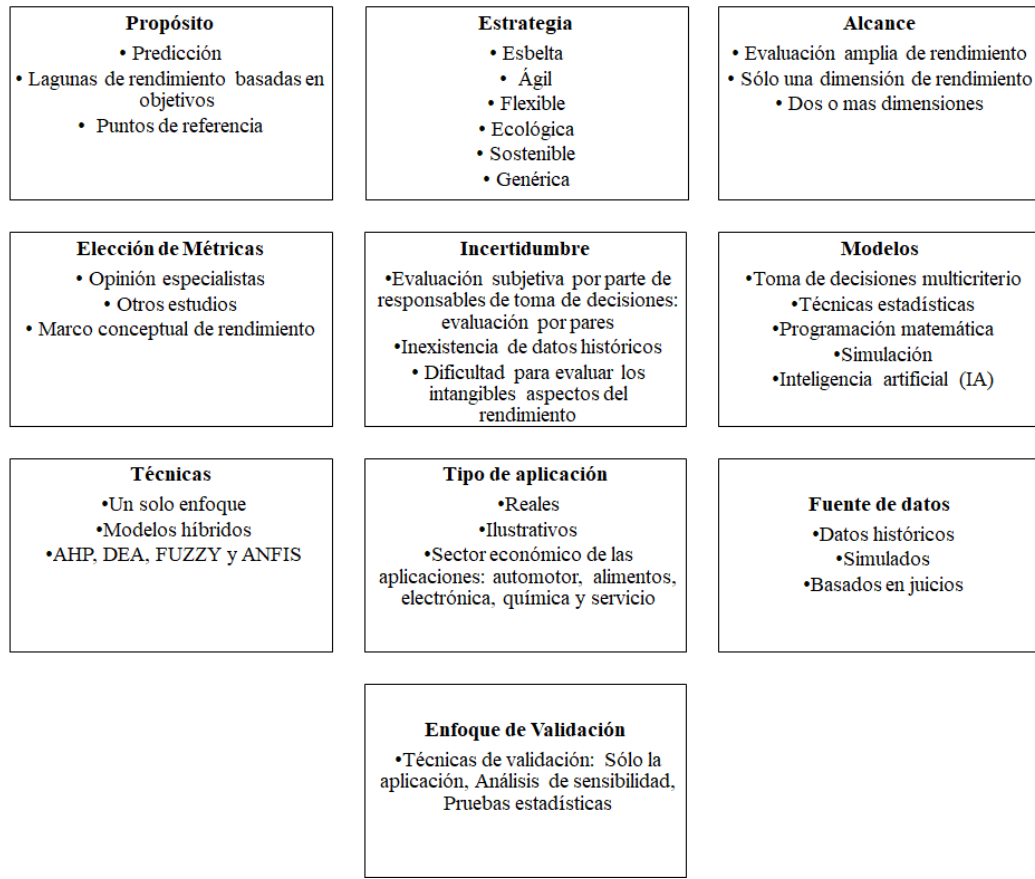 Propósito
• Predicción
• Lagunas de rendimiento basadas en
objetivos
• Puntos de referencia
Estrategia
• Esbelta
• Ágil
• Flexible
• Ecológica
• Sostenible
• Genérica
Alcance
• Evaluación amplia de rendimiento
• Sólo una dimensión de rendimiento
• Dos o mas dimensiones
Elección de Métricas
• Opinión especialistas
• Otros estudios
• Marco conceptual de rendimiento
Incertidumbre
•Evaluación subjetiva por parte de
responsables de toma de decisiones:
evaluación por pares
•Inexistencia de datos históricos
• Dificultad para evaluar los
intangibles aspectos del
rendimiento
Modelos
•Toma de decisiones multicriterio
•Técnicas estadísticas
•Programación matemática
•Simulación
•Inteligencia artificial (IA)
Técnicas
•Un solo enfoque
•Modelos híbridos
•AHP, DEA, FUZZY y ANFIS
Tipo de aplicación
•Reales
•Ilustrativos
•Sector económico de las
aplicaciones: automotor, alimentos,
electrónica, química y servicio
Fuente de datos
•Datos históricos
•Simulados
•Basados en juicios
Enfoque de Validación
•Técnicas de validación: Sólo la
aplicación, Análisis de sensibilidad,
Pruebas estadísticas